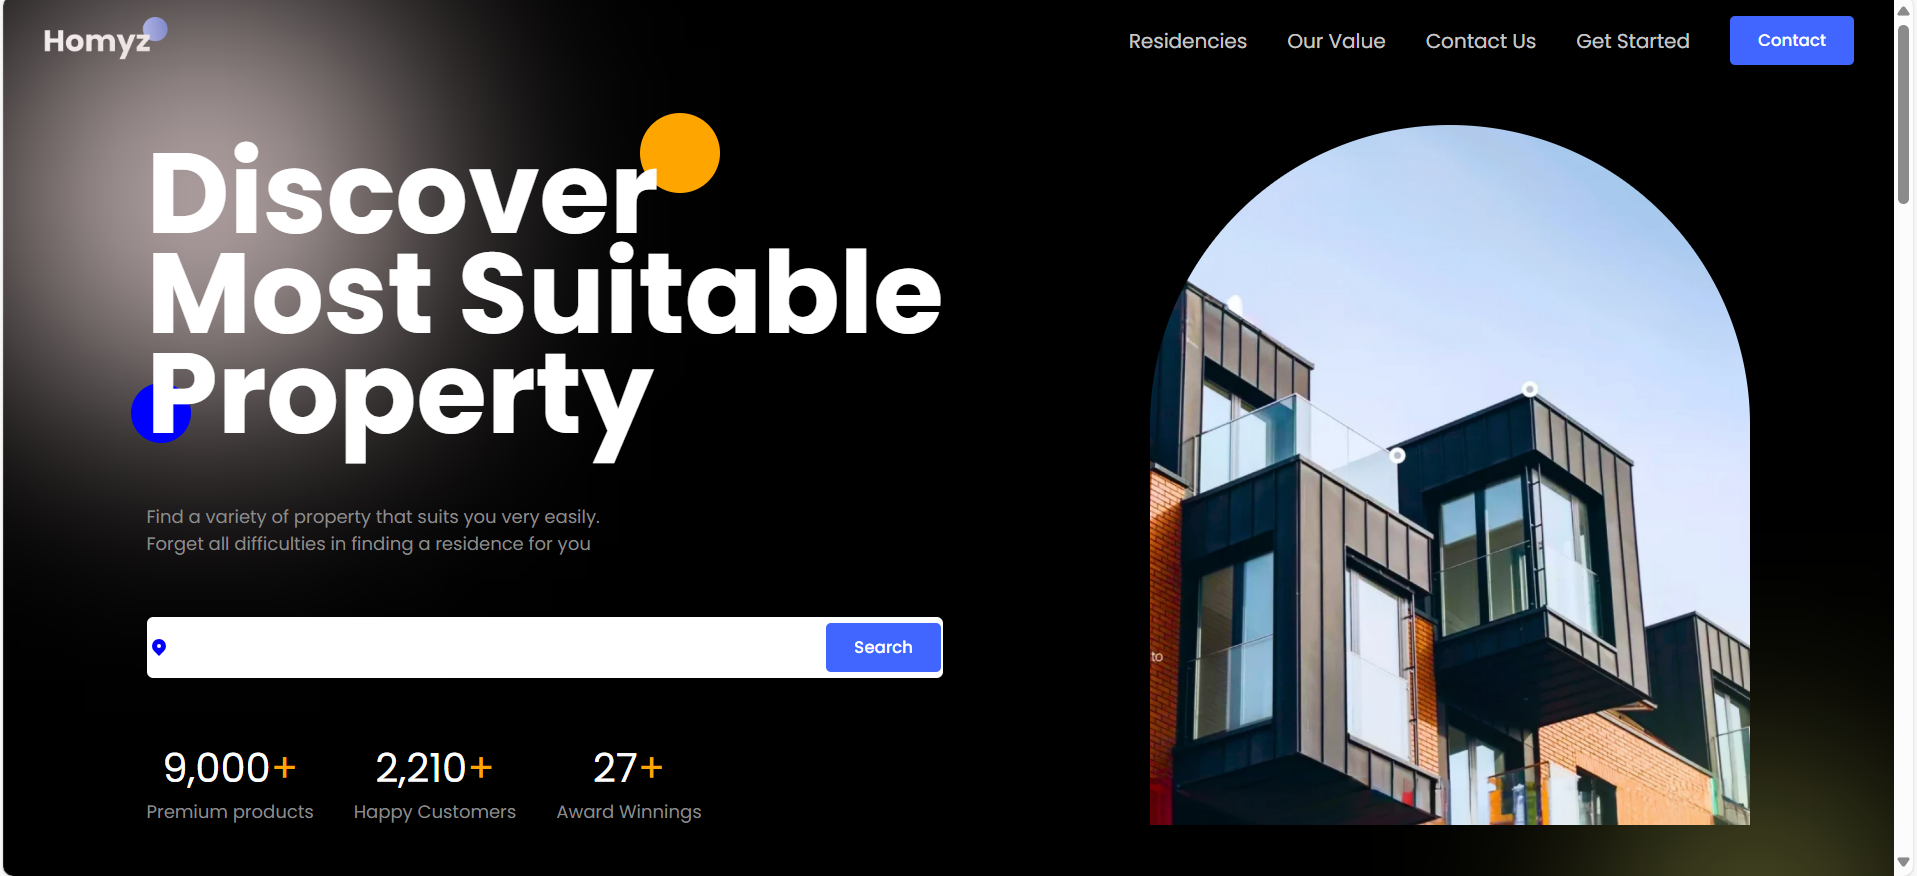 Homyz
Residencies
Our Value
Contact Us
Get Started
Contact
Discover
Most Suitable
Property
Find a variety of property that suits you very easily.
Forget all difficulties in finding a residence for you
Search
9,000+
2,210+
27+
Premium products
Happy Customers
Award Winnings
to